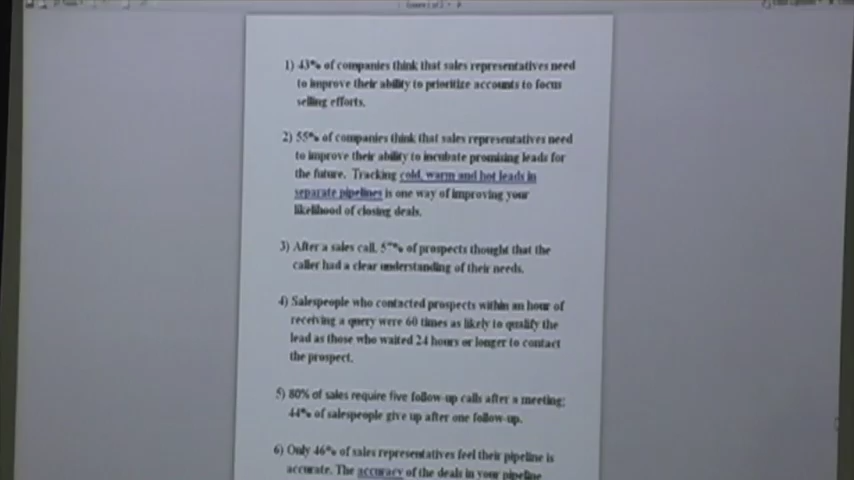 1) 43% of companies think that sales representatives need
to improve their ability to prioritize accounts to focus
selling efforts.
2) 55% of companies think that sales representatives need
to improve their ability to incubate promising leads for
the future. Tracking cold, warm and hot leads in
separate pipelines is one way of improving your
likelihood of closing deals.
3) After a sales call, 57% of prospects thought that the
caller had a clear understanding of their needs.
4) Salespeople who contacted prospects within an hour of
receiving a query were 60 times as likely to qualify the
lead as those who waited 24 hours or longer to contact
the prospect.
5) 80% of sales require five follow-up calls after a meeting;
44% of salespeople give up after one follow-up.
6) Only 46% of sales representatives feel their pipeline is
accurate. The accuracy of the deals in your pipeline